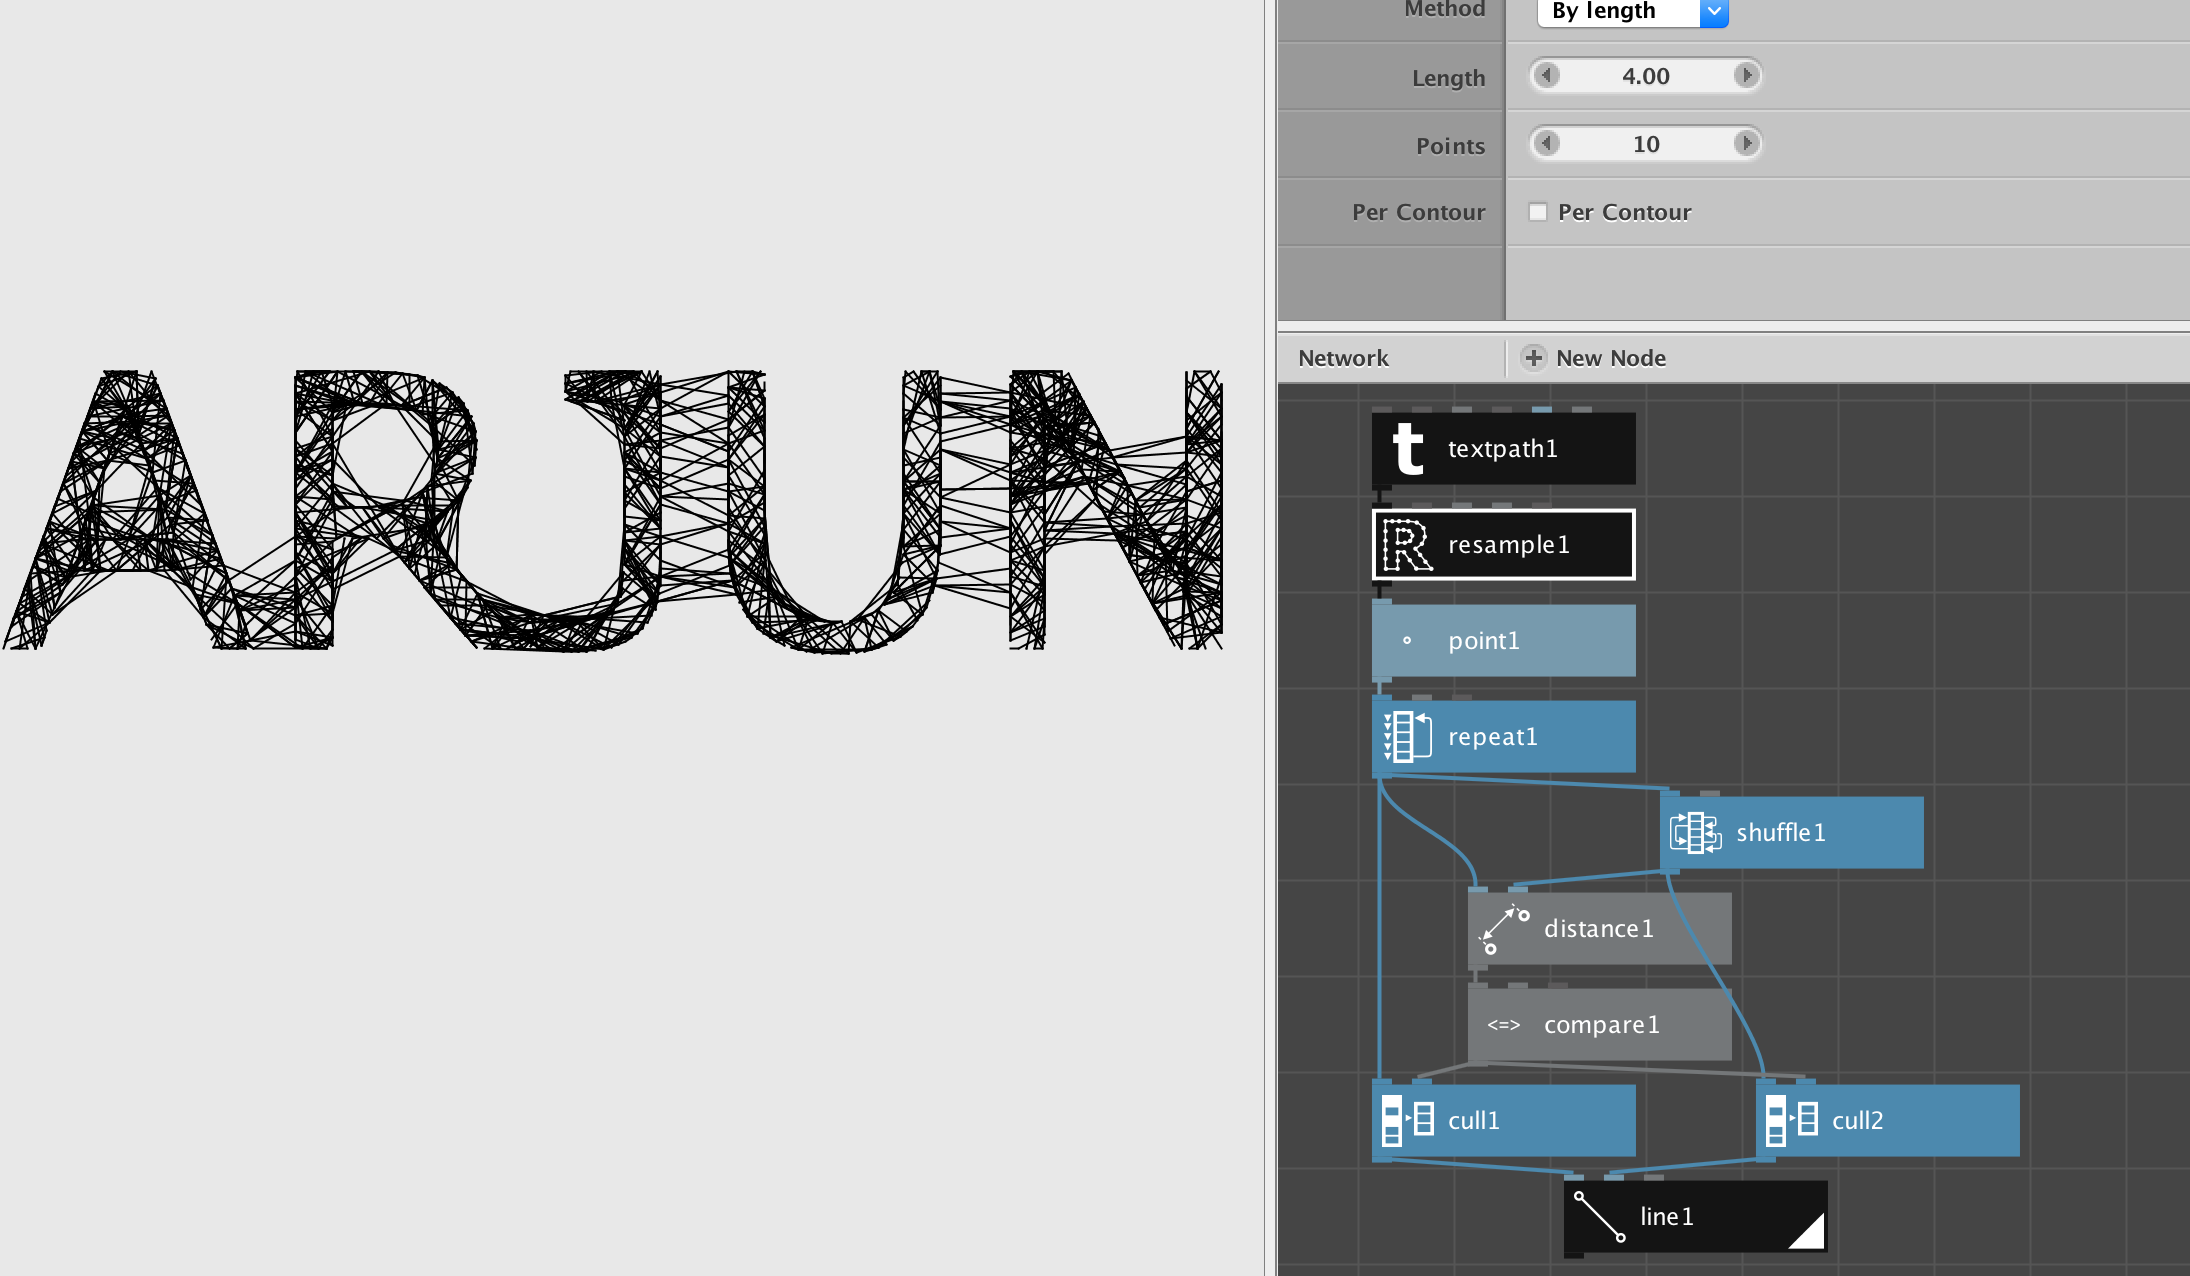 ARJUN
Method By length
Length 4.00
Points 10
Per Contour Per Contour
Network New Node
t textpath1
R resample1
point1
repeat1
shuffle1
distance1
<=> compare1
cull1 cull2
line1